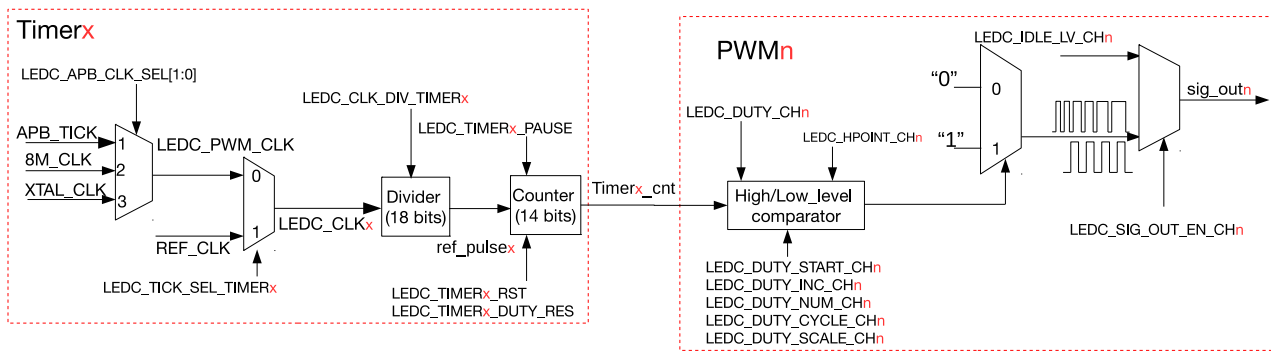 Timerx
LEDC_APB_CLK_SEL[1:0]
APB_TICK
8M_CLK
XTAL_CLK
1
2
3
LEDC_PWM_CLK
REF_CLK
0
1
LEDC_TICK_SEL_TIMERx
LEDC_CLKx
LEDC_CLK_DIV_TIMERx
Divider
(18 bits)
ref_pulsex
LEDC_TIMERx_PAUSE
Counter
(14 bits)
LEDC_TIMERx_RST
LEDC_TIMERx_DUTY_RES
Timerx_cnt
PWMn
LEDC_DUTY_CHn
LEDC_HPOINT_CHn
High/Low_level
comparator
LEDC_DUTY_START_CHn
LEDC_DUTY_INC_CHn
LEDC_DUTY_NUM_CHn
LEDC_DUTY_CYCLE_CHn
LEDC_DUTY_SCALE_CHn
“0”
“1”
0
1
LEDC_IDLE_LV_CHn
sig_outn
LEDC_SIG_OUT_EN_CHn